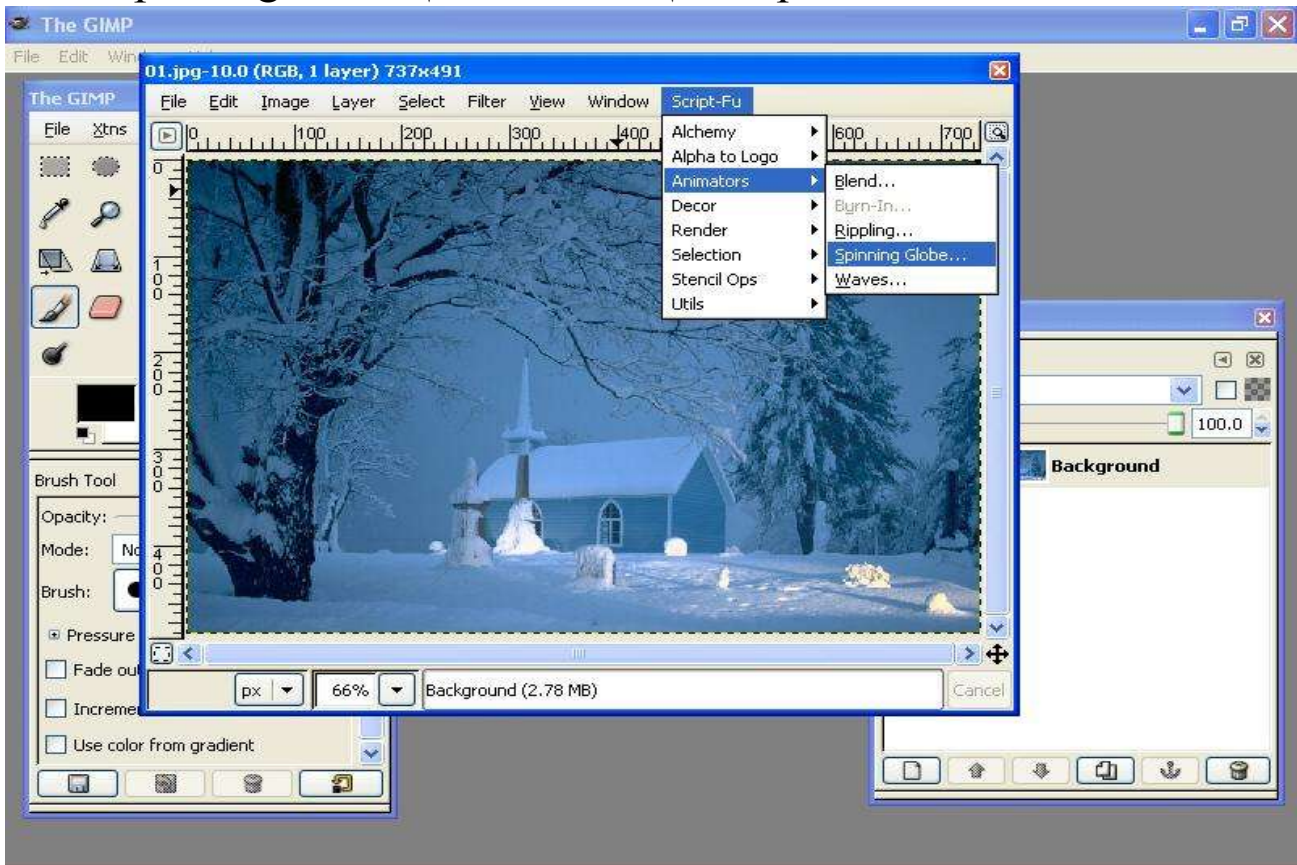 The GIMP
File Edit
01.jpg-10.0 (RGB, 1 layer) 737x491
The GIMP
File Xtns
File Edit Image Layer Select Filter View Window Script-Fu
0 100 200 300 400 600 700
Alchemy
Alpha to Logo
Animators
Decor
Render
Selection
Stencil Ops
Utils
Blend...
Burn-In...
Rippling...
Spinning Globe...
Waves...
0
100
200
300
400
100.0
Background
Brush Tool
Opacity:
Mode:
Brush:
Pressure
Fade
Use color from gradient
px 66% Background (2.78 MB) Cancel